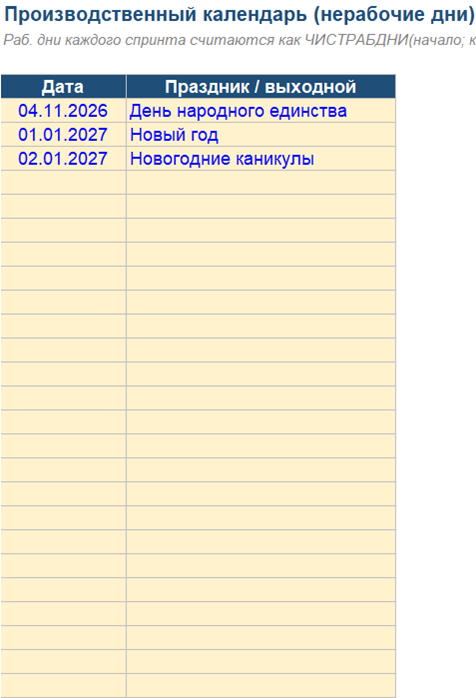 Производственный календарь (нерабочие дни)
Раб. дни каждого спринта считаются как ЧИСТРАБДНИ(начало; к
Дата Праздник / выходной
04.11.2026 День народного единства
01.01.2027 Новый год
02.01.2027 Новогодние каникулы